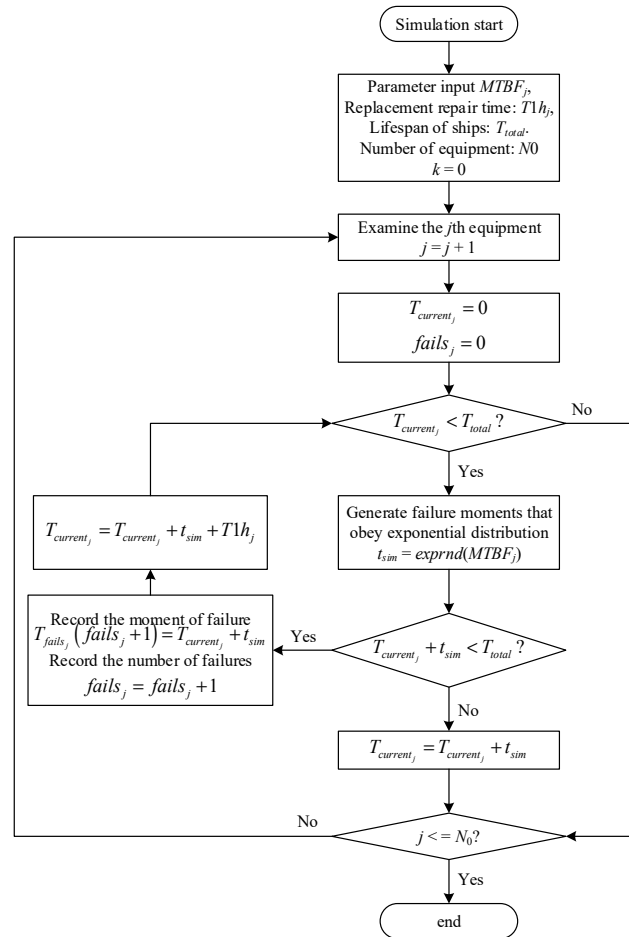 Simulation start
Parameter input MTBF_j,
Replacement repair time: T1h_j,
Lifespan of ships: T_total.
Number of equipment: N0
k = 0
Examine the jth equipment
j = j + 1
T_current_j = 0
fails_j = 0
T_current_j < T_total ?
No
Yes
Generate failure moments that
obey exponential distribution
t_sim = exprnd(MTBF_j)
T_current_j = T_current_j + t_sim + T1h_j
Record the moment of failure
T_fails_j (fails_j + 1) = T_current_j + t_sim
Record the number of failures
fails_j = fails_j + 1
Yes
T_current_j + t_sim < T_total ?
No
T_current_j = T_current_j + t_sim
No
j < = N_0?
Yes
end